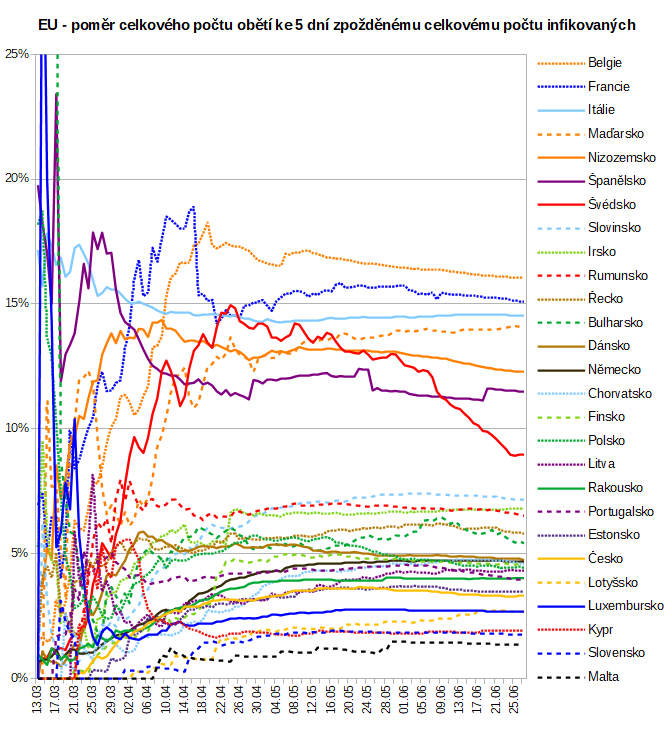 EU - poměr celkového počtu obětí ke 5 dní zpožděnému celkovému počtu infikovaných
25%
20%
15%
10%
5%
0%
13.03
17.03
21.03
25.03
29.03
02.04
06.04
10.04
14.04
18.04
22.04
26.04
30.04
04.05
08.05
12.05
16.05
20.05
24.05
28.05
01.06
05.06
09.06
13.06
17.06
21.06
25.06
Belgie
Francie
Itálie
Maďarsko
Nizozemsko
Španělsko
Švédsko
Slovinsko
Irsko
Rumunsko
Řecko
Bulharsko
Dánsko
Německo
Chorvatsko
Finsko
Polsko
Litva
Rakousko
Portugalsko
Estonsko
Česko
Lotyšsko
Luxembursko
Kypr
Slovensko
Malta